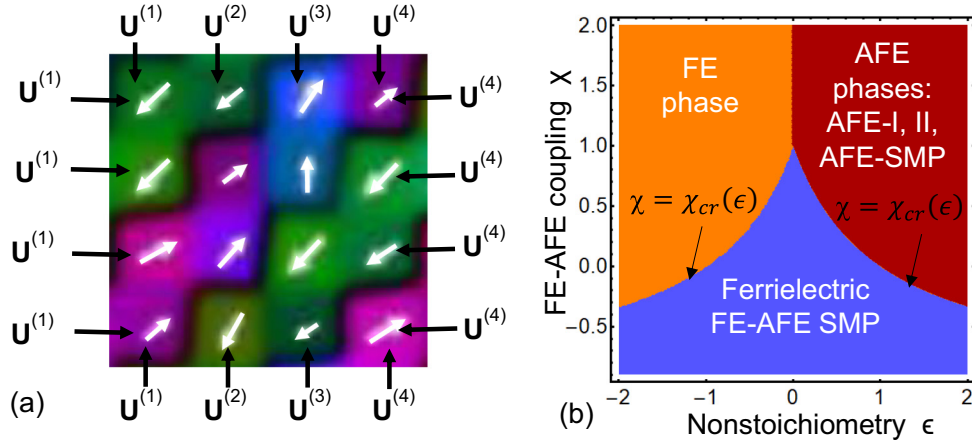 U(1) U(2) U(3) U(4)
U(1) U(4)
U(1) U(4)
U(1) U(4)
U(1) U(4)
U(1) U(2) U(3) U(4)
(a)
FE-AFE coupling χ
2.0
1.5
1.0
0.5
0.0
−0.5
FE
phase
AFE
phases:
AFE-I, II,
AFE-SMP
χ = χcr(ϵ)
χ = χcr(ϵ)
Ferrielectric
FE-AFE SMP
−2 −1 0 1 2
(b)
Nonstoichiometry ϵ